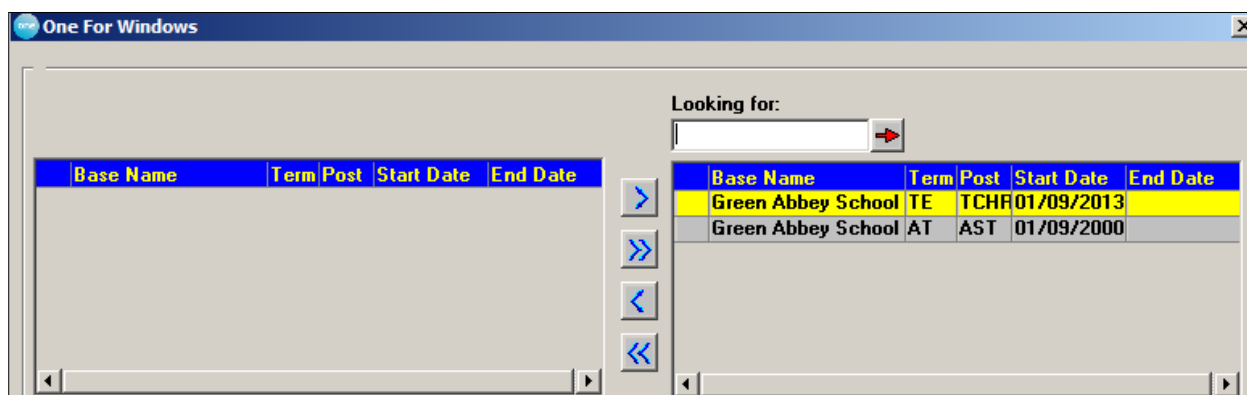 one One For Windows
Looking for:
Base Name Term Post Start Date End Date
Base Name Term Post Start Date End Date
Green Abbey School TE TCHR 01/09/2013
Green Abbey School AT AST 01/09/2000